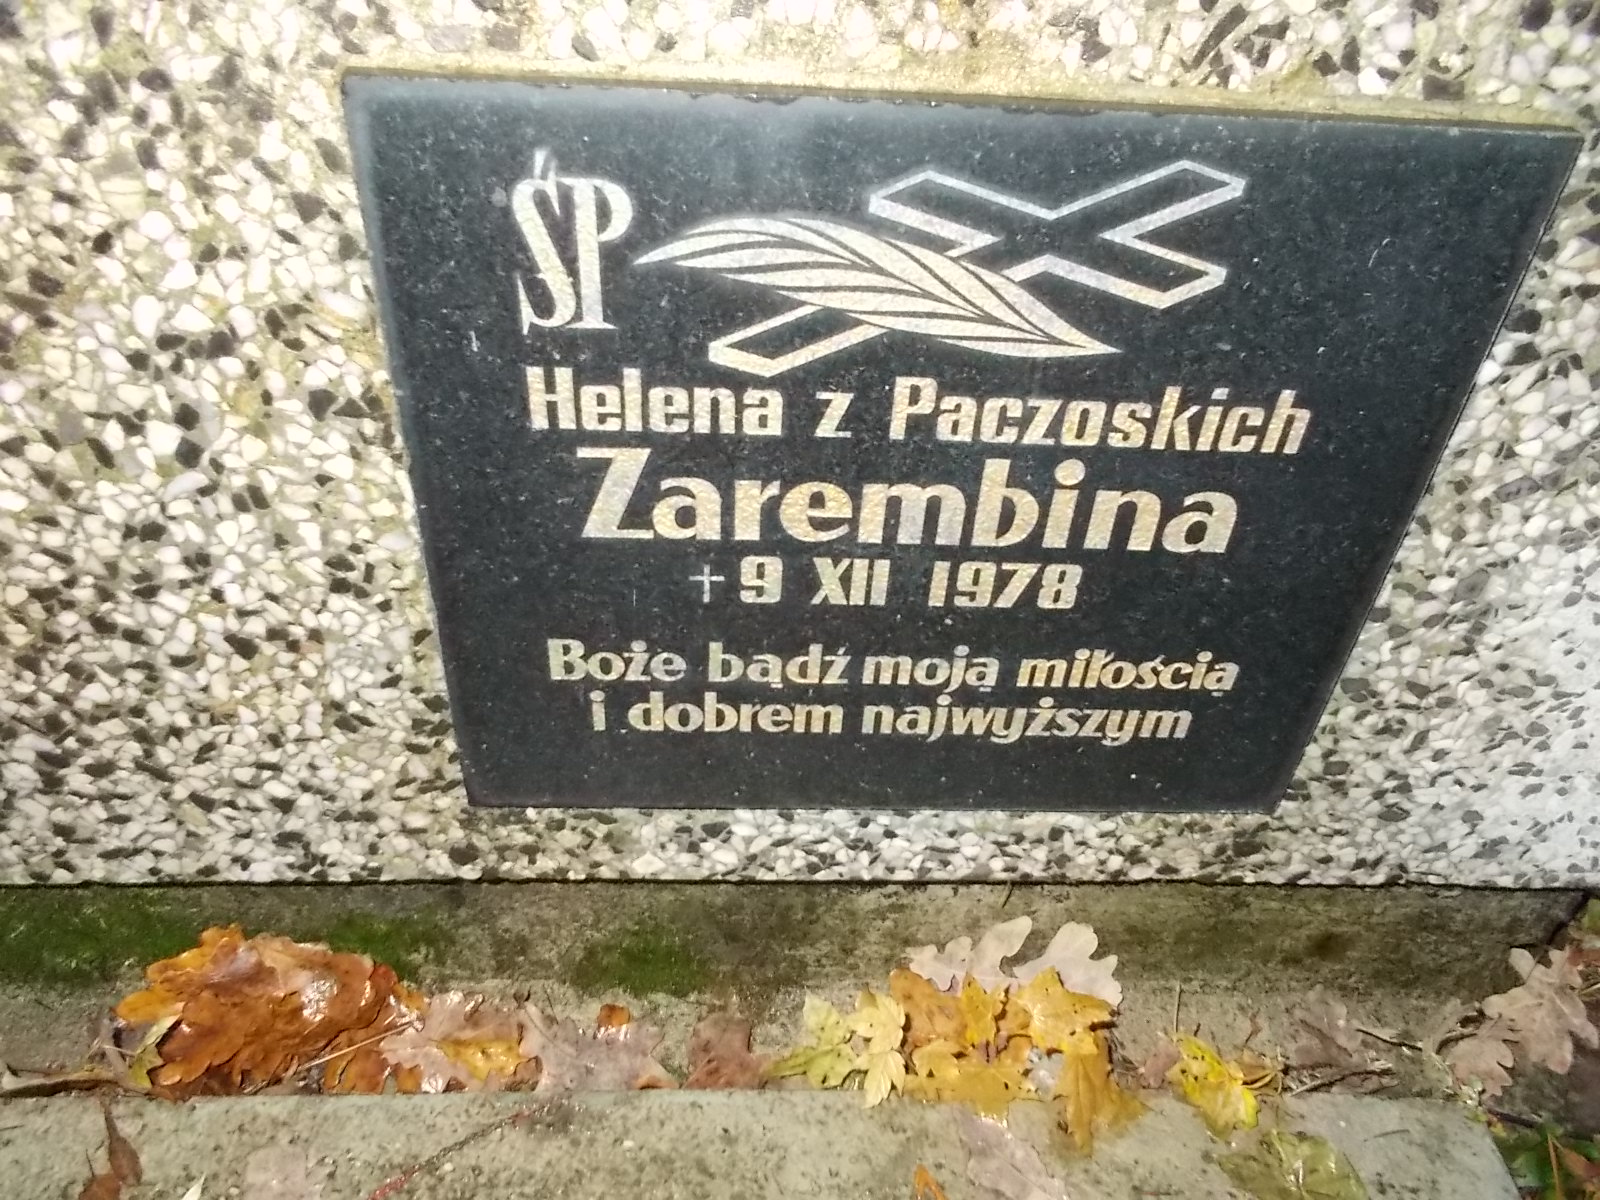 ŚP
Helena z Paczoskich
Zarembina
+ 9 XII 1978
Boże bądź moją miłością
i dobrem najwyższym